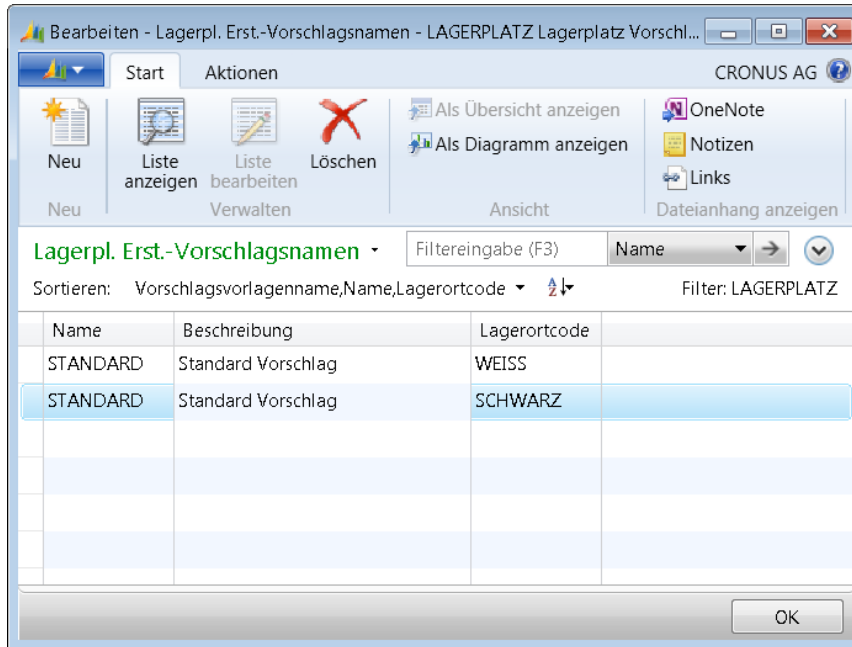 Bearbeiten - Lagerpl. Erst.-Vorschlagsnamen - LAGERPLATZ Lagerplatz Vorschl...
Start Aktionen CRONUS AG
Neu
Liste anzeigen
Liste bearbeiten
Löschen
Als Übersicht anzeigen
Als Diagramm anzeigen
OneNote
Notizen
Links
Neu Verwalten Ansicht Dateianhang anzeigen
Lagerpl. Erst.-Vorschlagsnamen Filtereingabe (F3) Name
Sortieren: Vorschlagsvorlagenname,Name,Lagerortcode AZ Filter: LAGERPLATZ
Name Beschreibung Lagerortcode
STANDARD Standard Vorschlag WEISS
STANDARD Standard Vorschlag SCHWARZ
OK